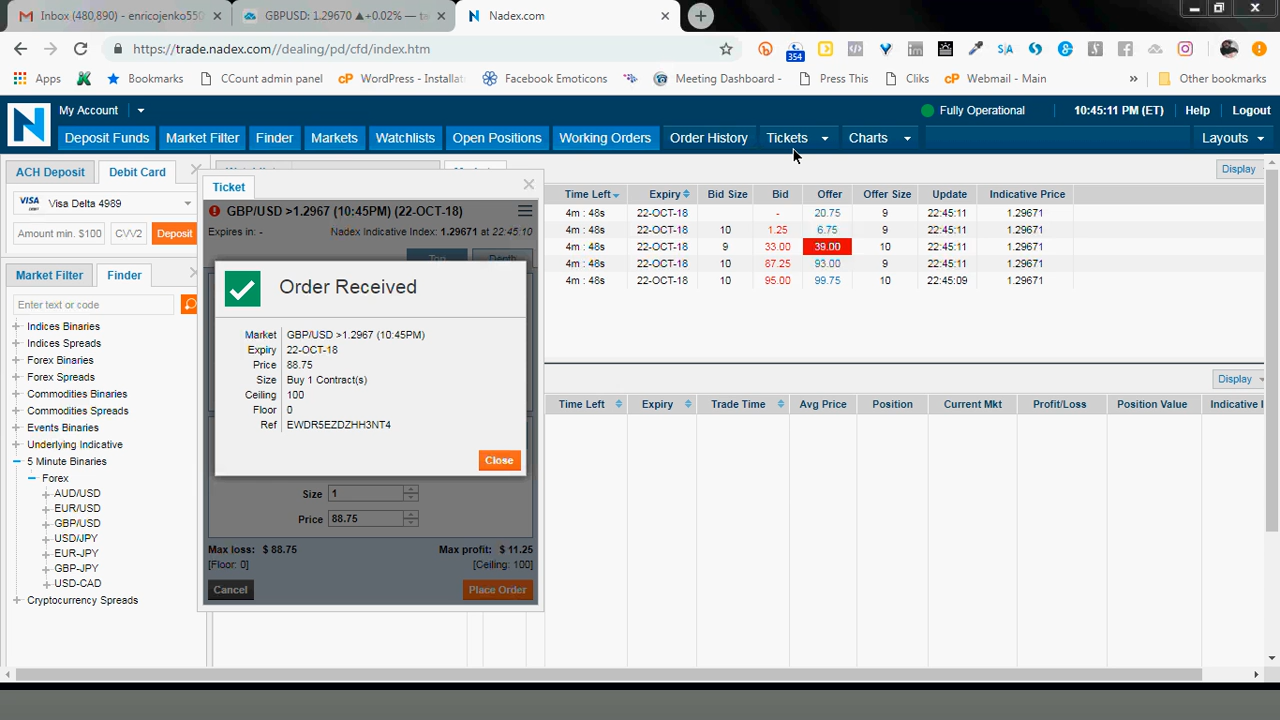 Inbox (480,890) - enricojenko550
GBPUSD: 1.29670 ▲+0.02% — ta
Nadex.com
https://trade.nadex.com//dealing/pd/cfd/index.htm
354
Apps
Bookmarks
CCount admin panel
WordPress - Installat
Facebook Emoticons
Meeting Dashboard -
Press This
Cliks
Webmail - Main
»
Other bookmarks
My Account
Fully Operational
10:45:11 PM (ET)
Help
Logout
Deposit Funds
Market Filter
Finder
Markets
Watchlists
Open Positions
Working Orders
Order History
Tickets
Charts
Layouts
ACH Deposit
Debit Card
VISA Visa Delta 4989
Amount min. $100
CVV2
Deposit
Market Filter
Finder
Enter text or code
Indices Binaries
Indices Spreads
Forex Binaries
Forex Spreads
Commodities Binaries
Commodities Spreads
Events Binaries
Underlying Indicative
5 Minute Binaries
Forex
AUD/USD
EUR/USD
GBP/USD
USD/JPY
EUR-JPY
GBP-JPY
USD-CAD
Cryptocurrency Spreads
Ticket
GBP/USD >1.2967 (10:45PM) (22-OCT-18)
Expires in: -
Nadex Indicative Index: 1.29671 at 22:45:10
Depth
Order Received
Market GBP/USD >1.2967 (10:45PM)
Expiry 22-OCT-18
Price 88.75
Size Buy 1 Contract(s)
Ceiling 100
Floor 0
Ref EWDR5EZDZHH3NT4
Close
Size 1
Price 88.75
Max loss: $ 88.75
Max profit: $ 11.25
[Floor: 0]
[Ceiling: 100]
Cancel
Place Order
Display
Time Left Expiry Bid Size Bid Offer Offer Size Update Indicative Price
4m : 48s 22-OCT-18 - 20.75 9 22:45:11 1.29671
4m : 48s 22-OCT-18 10 1.25 6.75 10 22:45:11 1.29671
4m : 48s 22-OCT-18 9 33.00 39.00 10 22:45:11 1.29671
4m : 48s 22-OCT-18 10 87.25 93.00 9 22:45:11 1.29671
4m : 48s 22-OCT-18 10 95.00 99.75 10 22:45:09 1.29671
Display
Time Left Expiry Trade Time Avg Price Position Current Mkt Profit/Loss Position Value Indicative I